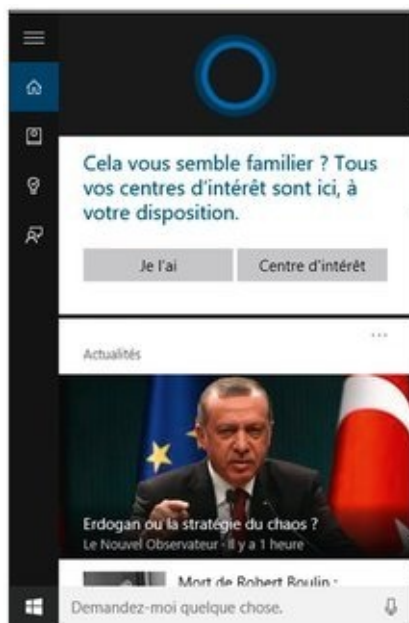 Cela vous semble familier ? Tous
vos centres d'intérêt sont ici, à
votre disposition.
Je l'ai
Centre d'intérêt
Actualités
Erdogan ou la stratégie du chaos ?
Le Nouvel Observateur - Il y a 1 heure
Mort de Robert Boulin :
Demandez-moi quelque chose.